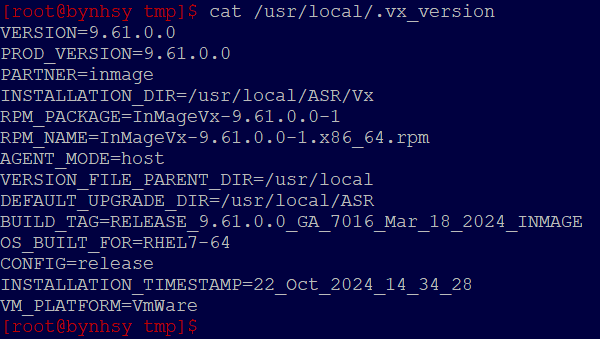 [root@bynhsy tmp]$ cat /usr/local/.vx_version
VERSION=9.61.0.0
PROD_VERSION=9.61.0.0
PARTNER=inmage
INSTALLATION_DIR=/usr/local/ASR/Vx
RPM_PACKAGE=InMageVx-9.61.0.0-1
RPM_NAME=InMageVx-9.61.0.0-1.x86_64.rpm
AGENT_MODE=host
VERSION_FILE_PARENT_DIR=/usr/local
DEFAULT_UPGRADE_DIR=/usr/local/ASR
BUILD_TAG=RELEASE_9.61.0.0_GA_7016_Mar_18_2024_INMAGE
OS_BUILT_FOR=RHEL7-64
CONFIG=release
INSTALLATION_TIMESTAMP=22_Oct_2024_14_34_28
VM_PLATFORM=VmWare
[root@bynhsy tmp]$